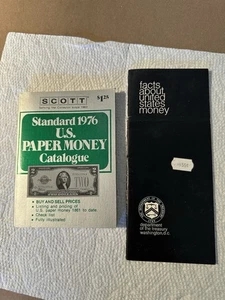 SCOTT
$1.25
Standard 1976
U.S.
PAPER MONEY
Catalogue
TWO
• BUY AND SELL PRICES
• Listing and pricing of
U.S. paper money 1861 to date
• Check list
• Fully illustrated
facts
about
united
states
money
department
of the treasury
washington, d.c.